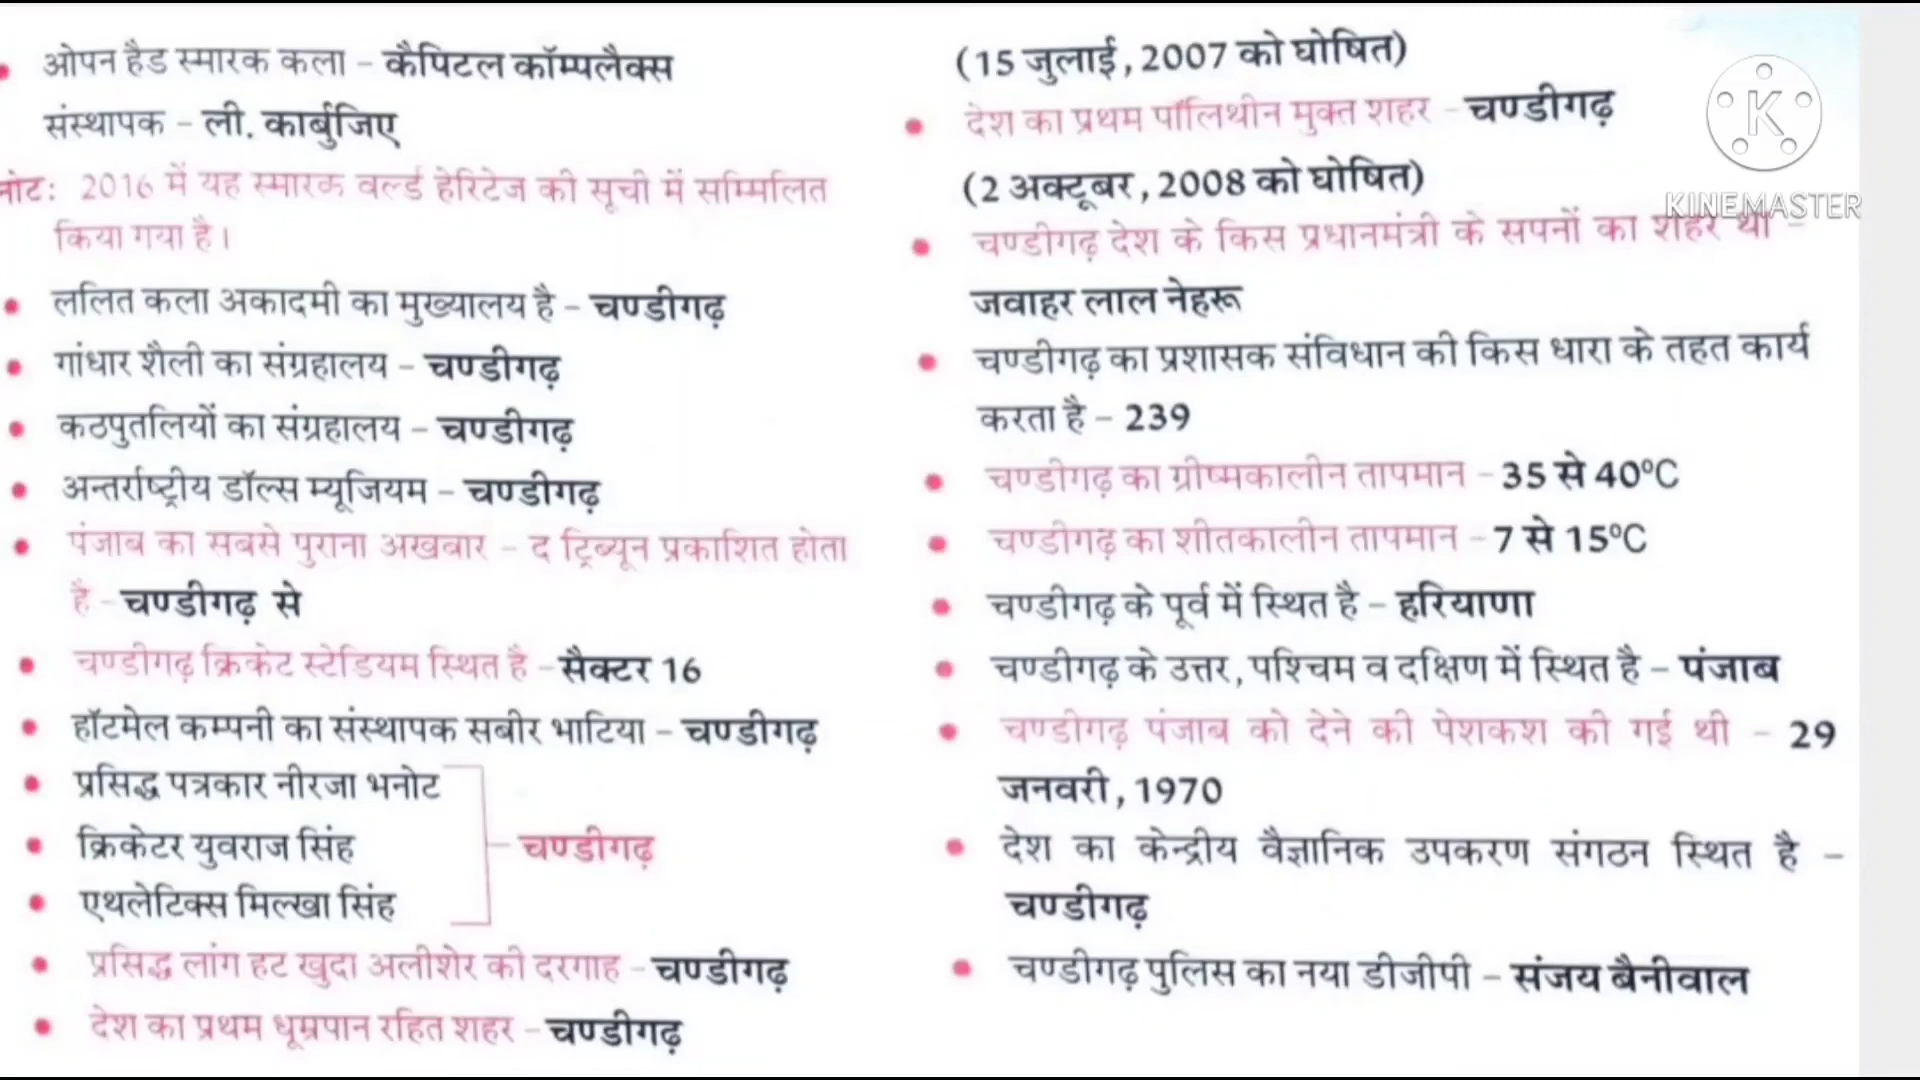 ओपन हैड स्मारक कला – कैपिटल कॉम्पलैक्स
संस्थापक – ली. कार्बुजिए
नोट: 2016 में यह स्मारक वर्ल्ड हेरिटेज की सूची में सम्मिलित
किया गया है।
ललित कला अकादमी का मुख्यालय है – चण्डीगढ़
गांधार शैली का संग्रहालय – चण्डीगढ़
कठपुतलियों का संग्रहालय – चण्डीगढ़
अन्तर्राष्ट्रीय डॉल्स म्यूजियम – चण्डीगढ़
पंजाब का सबसे पुराना अखबार – द ट्रिब्यून प्रकाशित होता
है – चण्डीगढ़ से
चण्डीगढ़ क्रिकेट स्टेडियम स्थित है – सैक्टर 16
हॉटमेल कम्पनी का संस्थापक सबीर भाटिया – चण्डीगढ़
प्रसिद्ध पत्रकार नीरजा भनोट
क्रिकेटर युवराज सिंह
– चण्डीगढ़
एथलेटिक्स मिल्खा सिंह
प्रसिद्ध लांग हट खुदा अलीशेर की दरगाह – चण्डीगढ़
देश का प्रथम धूम्रपान रहित शहर – चण्डीगढ़
(15 जुलाई, 2007 को घोषित)
देश का प्रथम पॉलिथीन मुक्त शहर – चण्डीगढ़
(2 अक्टूबर, 2008 को घोषित)
चण्डीगढ़ देश के किस प्रधानमंत्री के सपनों का शहर था –
जवाहर लाल नेहरू
चण्डीगढ़ का प्रशासक संविधान की किस धारा के तहत कार्य
करता है – 239
चण्डीगढ़ का ग्रीष्मकालीन तापमान – 35 से 40°C
चण्डीगढ़ का शीतकालीन तापमान – 7 से 15°C
चण्डीगढ़ के पूर्व में स्थित है – हरियाणा
चण्डीगढ़ के उत्तर, पश्चिम व दक्षिण में स्थित है – पंजाब
चण्डीगढ़ पंजाब को देने की पेशकश की गई थी – 29
जनवरी, 1970
देश का केन्द्रीय वैज्ञानिक उपकरण संगठन स्थित है –
चण्डीगढ़
चण्डीगढ़ पुलिस का नया डीजीपी – संजय बैनीवाल
K
KINEMASTER